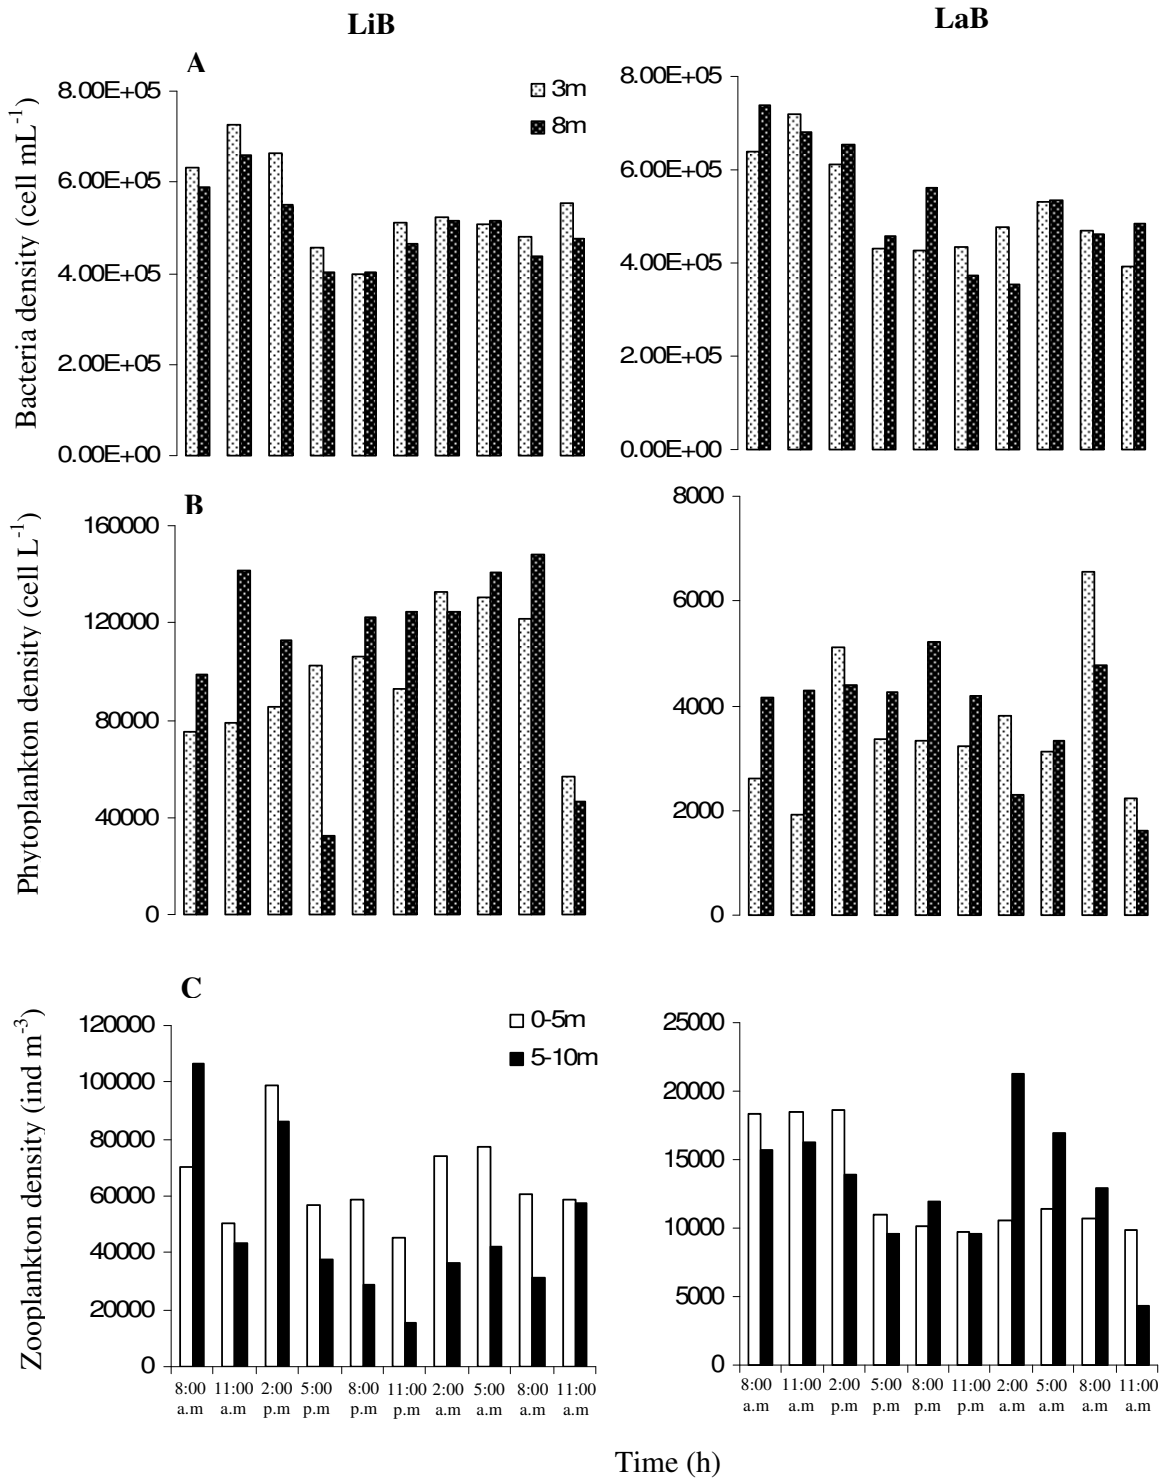 LiB
LaB
A
Bacteria density (cell mL-1)
8.00E+05
6.00E+05
4.00E+05
2.00E+05
0.00E+00
3m
8m
8.00E+05
6.00E+05
4.00E+05
2.00E+05
0.00E+00
B
Phytoplankton density (cell L-1)
160000
120000
80000
40000
0
8000
6000
4000
2000
0
C
Zooplankton density (ind m-3)
120000
100000
80000
60000
40000
20000
0
0-5m
5-10m
25000
20000
15000
10000
5000
0
8:00 11:00 2:00 5:00 8:00 11:00 2:00 5:00 8:00 11:00
a.m a.m p.m p.m p.m p.m a.m a.m a.m a.m
8:00 11:00 2:00 5:00 8:00 11:00 2:00 5:00 8:00 11:00
a.m a.m p.m p.m p.m p.m a.m a.m a.m a.m
Time (h)